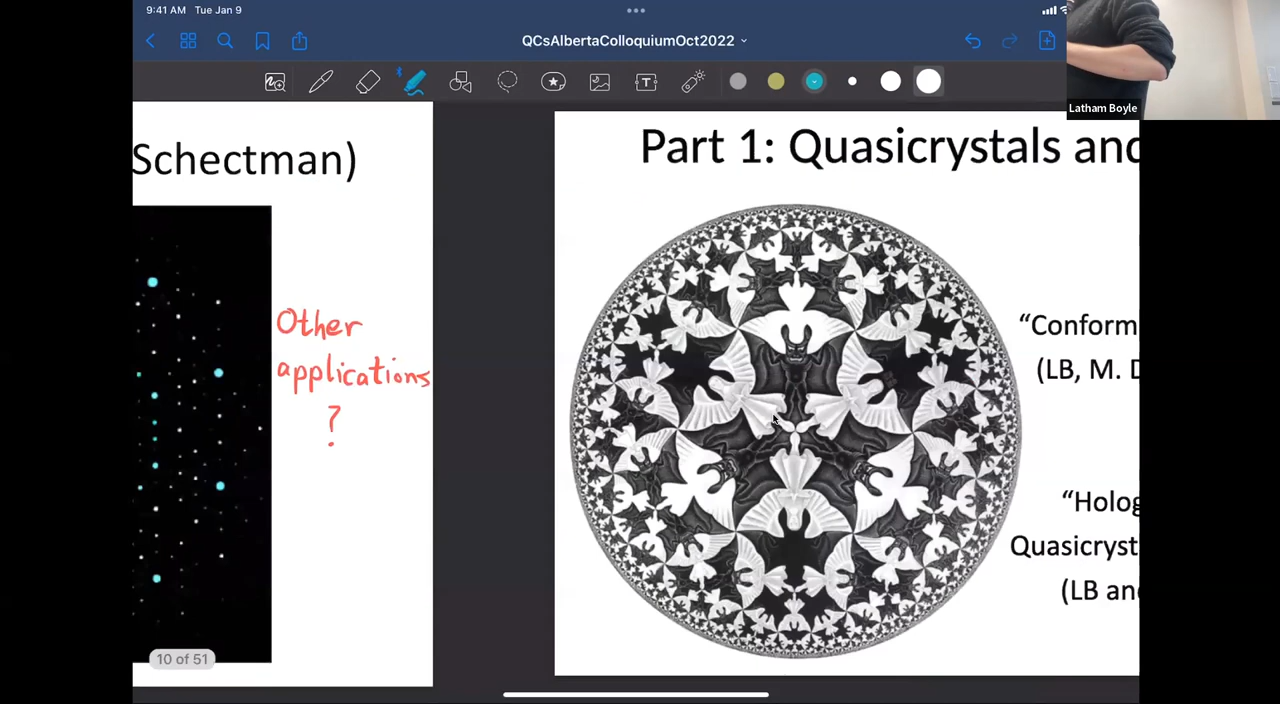 9:41 AM Tue Jan 9
QCsAlbertaColloquiumOct2022
T
Latham Boyle
Schectman)
Other
applications
?
10 of 51
Part 1: Quasicrystals and
“Conform
(LB, M. D
“Holog
Quasicryst
(LB and